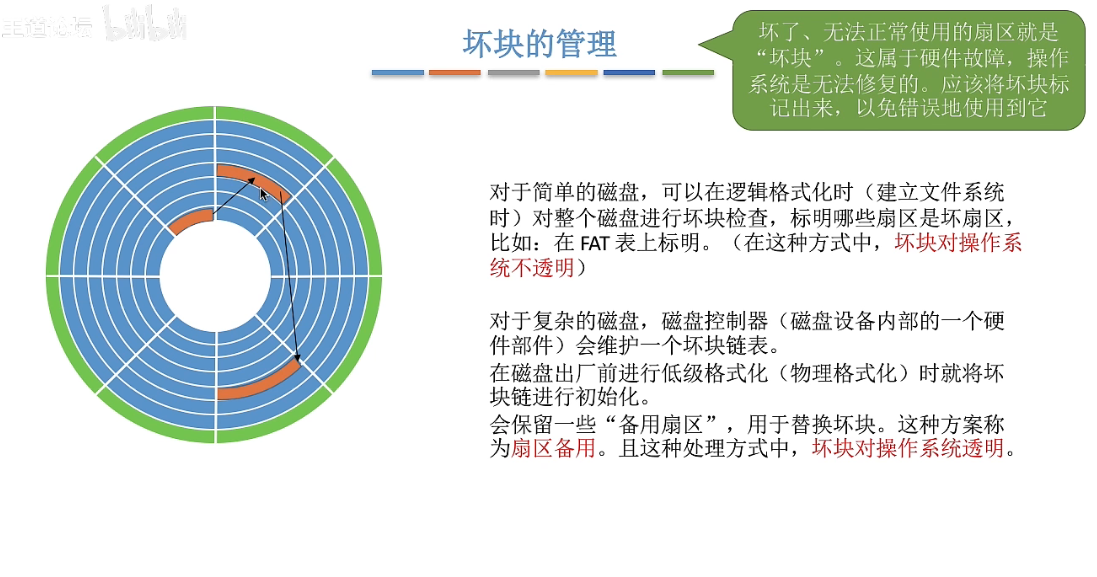 王道论坛 bilibili
坏块的管理
坏了、无法正常使用的扇区就是
“坏块”。这属于硬件故障，操作
系统是无法修复的。应该将坏块标
记出来，以免错误地使用到它
对于简单的磁盘，可以在逻辑格式化时（建立文件系统
时）对整个磁盘进行坏块检查，标明哪些扇区是坏扇区，
比如：在 FAT 表上标明。（在这种方式中，坏块对操作系
统不透明）
对于复杂的磁盘，磁盘控制器（磁盘设备内部的一个硬
件部件）会维护一个坏块链表。
在磁盘出厂前进行低级格式化（物理格式化）时就将坏
块链进行初始化。
会保留一些“备用扇区”，用于替换坏块。这种方案称
为扇区备用。且这种处理方式中，坏块对操作系统透明。